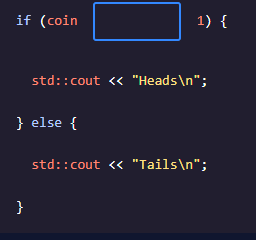 if (coin 1) {
std::cout << "Heads\n";
} else {
std::cout << "Tails\n";
}